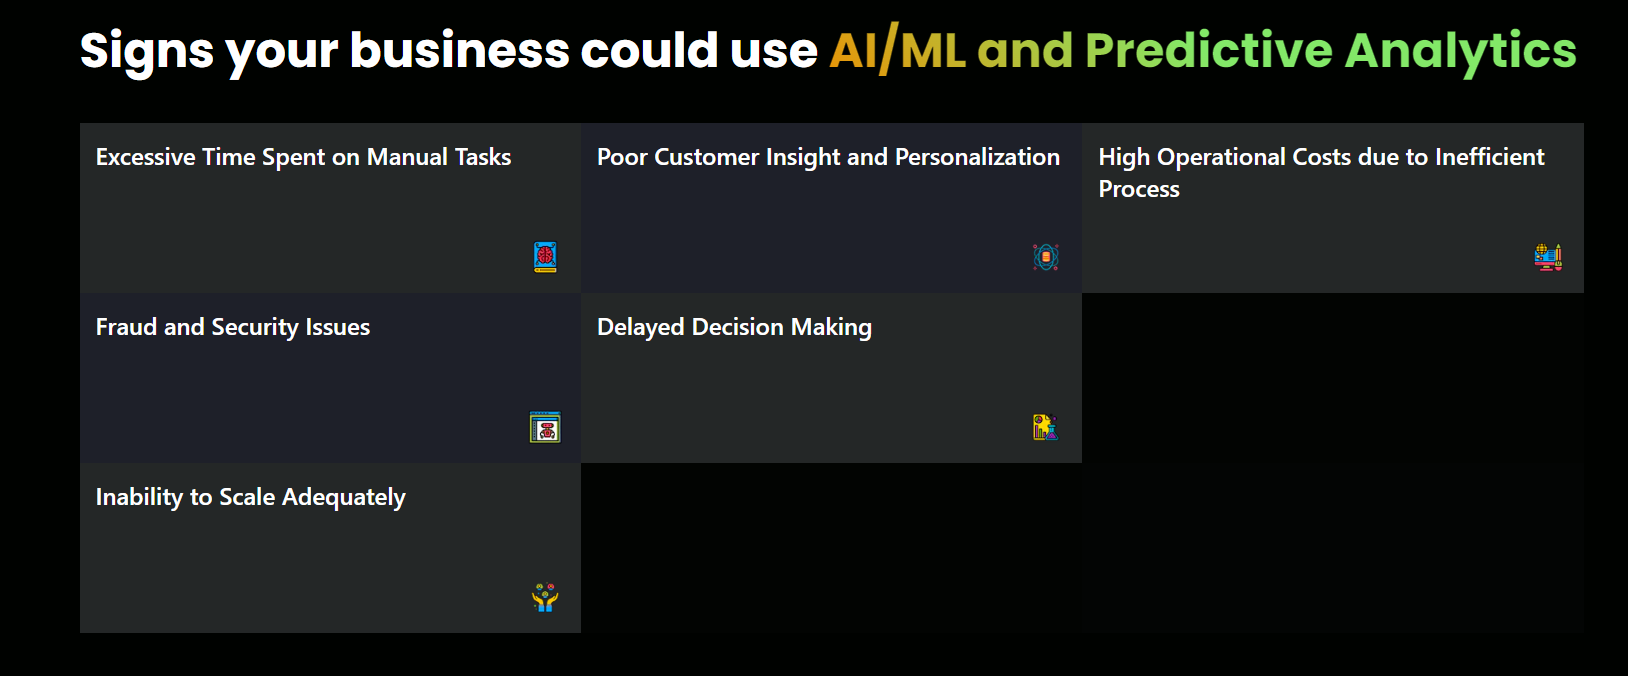 Signs your business could use AI/ML and Predictive Analytics
Excessive Time Spent on Manual Tasks
Poor Customer Insight and Personalization
High Operational Costs due to Inefficient
Process
Fraud and Security Issues
Delayed Decision Making
Inability to Scale Adequately